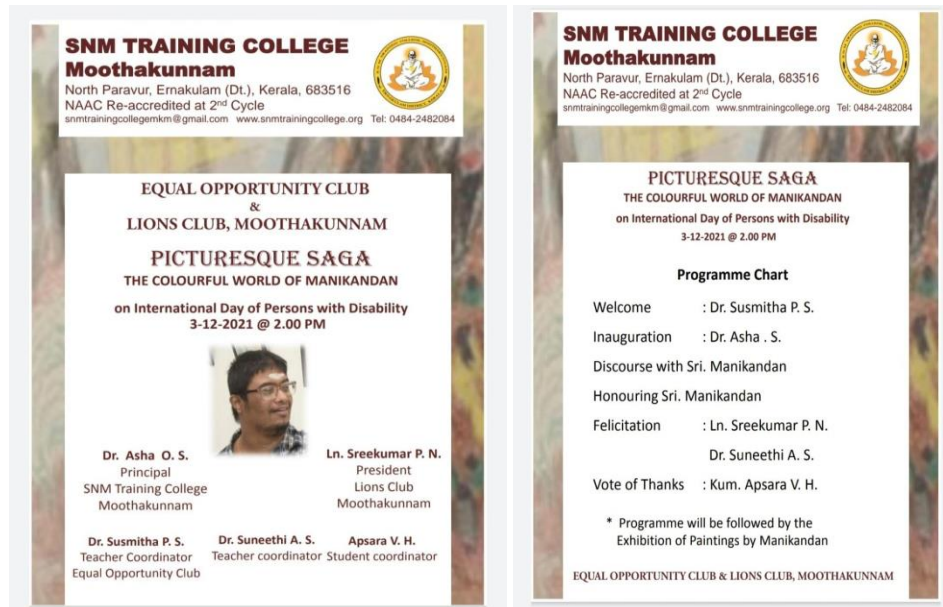 SNM TRAINING COLLEGE
Moothakunnam
North Paravur, Ernakulam (Dt.), Kerala, 683516
NAAC Re-accredited at 2nd Cycle
snmtrainingcollegemkm@gmail.com www.snmtrainingcollege.org Tel: 0484-2482084
EQUAL OPPORTUNITY CLUB
&
LIONS CLUB, MOOTHAKUNNAM
PICTURESQUE SAGA
THE COLOURFUL WORLD OF MANIKANDAN
on International Day of Persons with Disability
3-12-2021 @ 2.00 PM
Dr. Asha O. S.
Principal
SNM Training College
Moothakunnam
Ln. Sreekumar P. N.
President
Lions Club
Moothakunnam
Dr. Susmitha P. S.
Teacher Coordinator
Equal Opportunity Club
Dr. Suneethi A. S.
Teacher coordinator
Apsara V. H.
Student coordinator
SNM TRAINING COLLEGE
Moothakunnam
North Paravur, Ernakulam (Dt.), Kerala, 683516
NAAC Re-accredited at 2nd Cycle
snmtrainingcollegemkm@gmail.com www.snmtrainingcollege.org Tel: 0484-2482084
PICTURESQUE SAGA
THE COLOURFUL WORLD OF MANIKANDAN
on International Day of Persons with Disability
3-12-2021 @ 2.00 PM
Programme Chart
Welcome : Dr. Susmitha P. S.
Inauguration : Dr. Asha . S.
Discourse with Sri. Manikandan
Honouring Sri. Manikandan
Felicitation : Ln. Sreekumar P. N.
Dr. Suneethi A. S.
Vote of Thanks : Kum. Apsara V. H.
* Programme will be followed by the
Exhibition of Paintings by Manikandan
EQUAL OPPORTUNITY CLUB & LIONS CLUB, MOOTHAKUNNAM